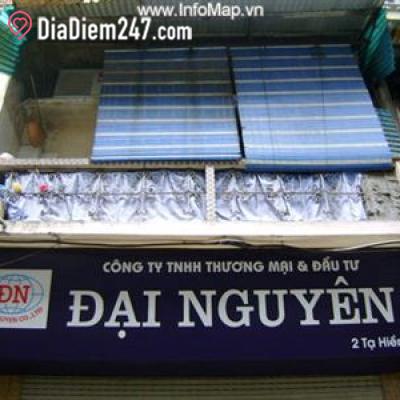 www.InfoMap.vn
DiaDiem247.com
CÔNG TY TNHH THƯƠNG MẠI & ĐẦU TƯ
ĐN
ĐẠI NGUYÊN
2 Tạ Hiề